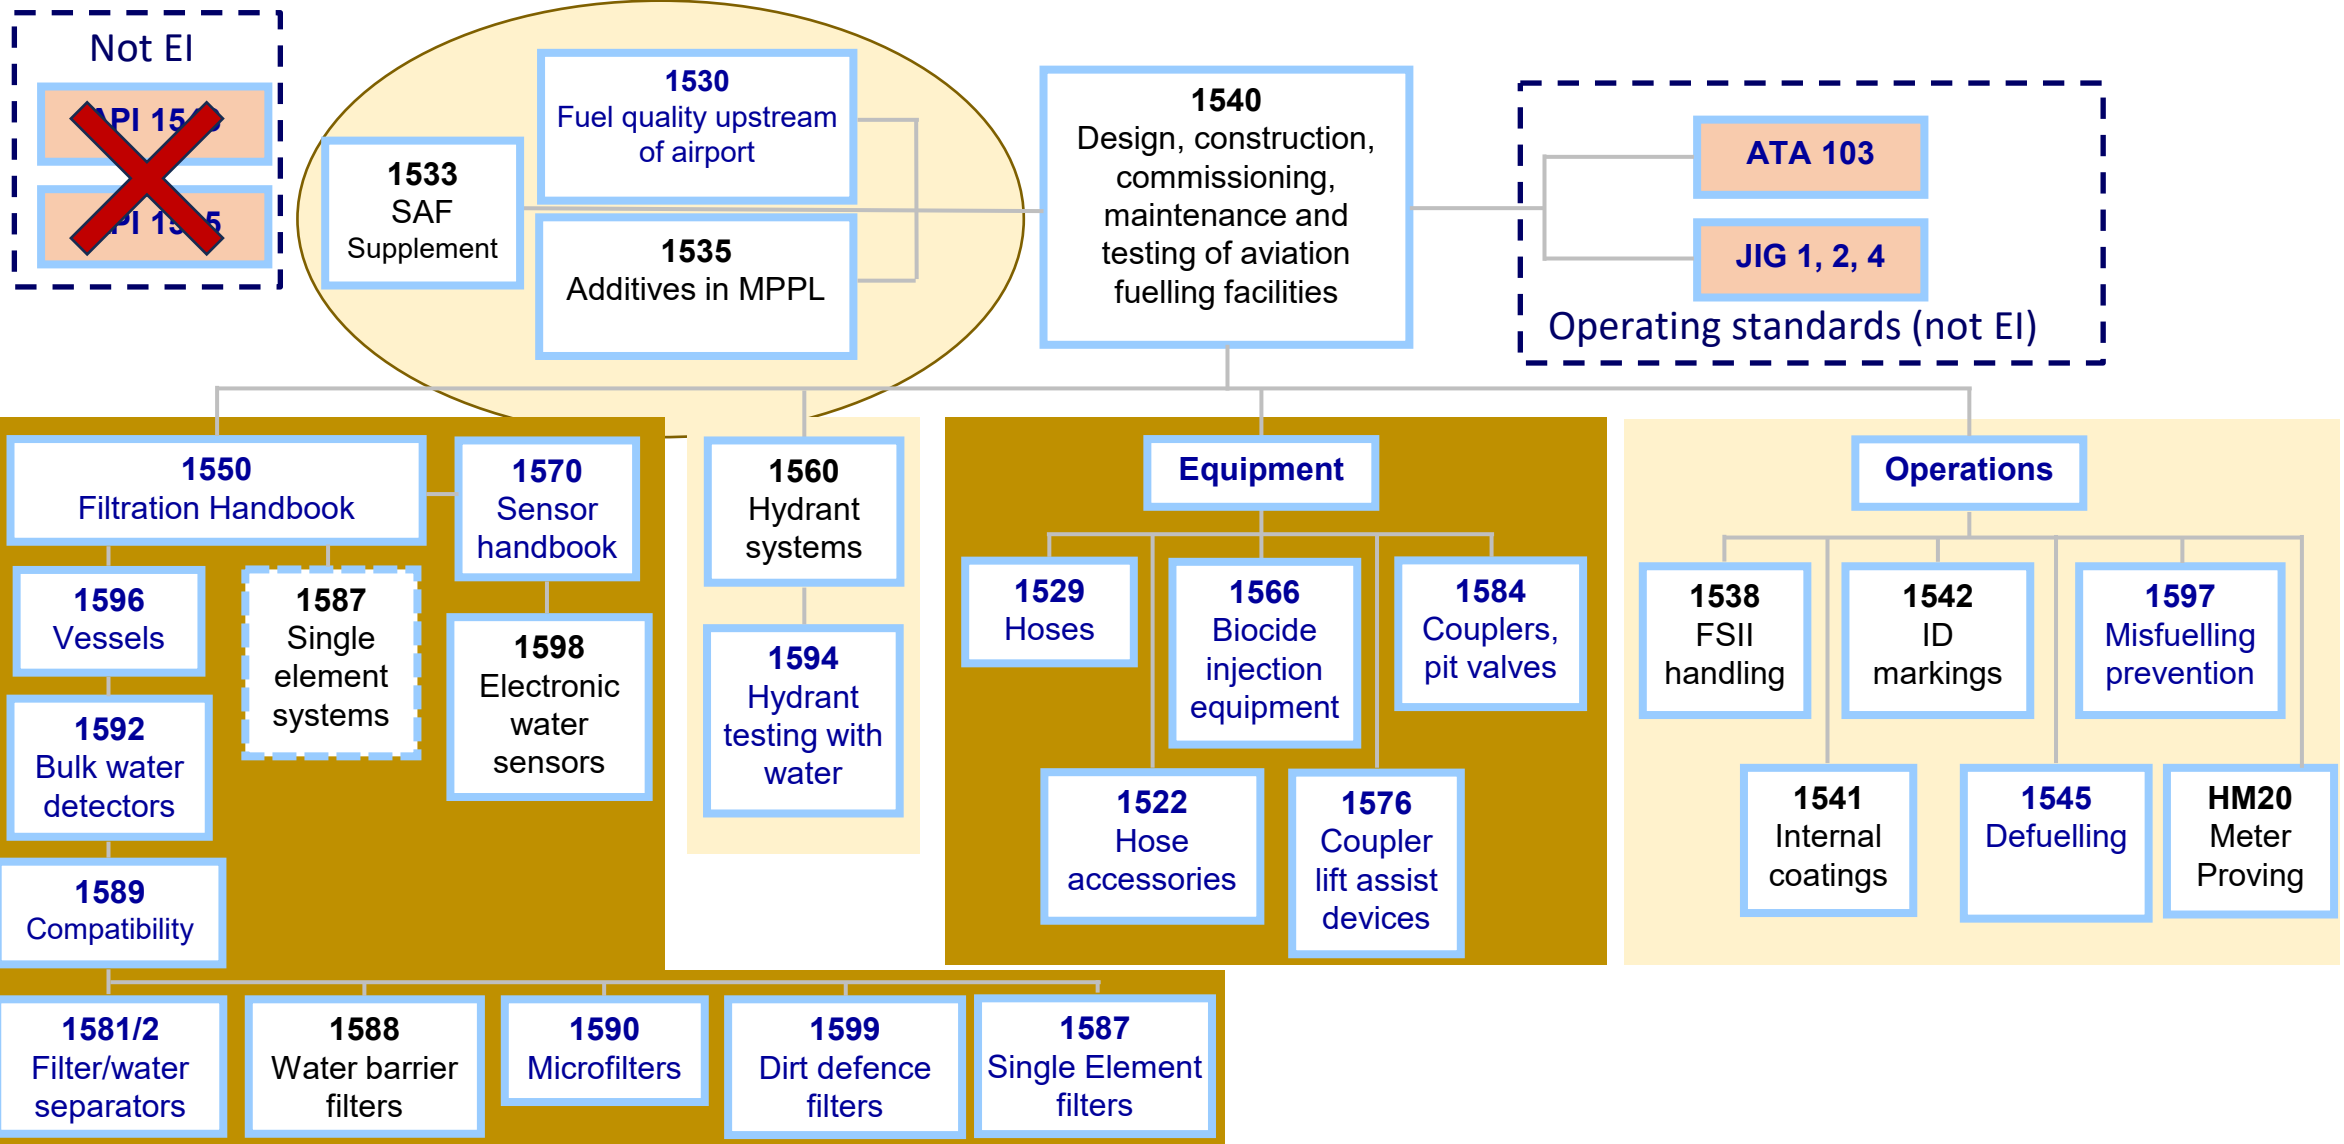 Not EI
1530
Fuel quality upstream
of airport
1533
SAF
Supplement
1535
Additives in MPPL
1540
Design, construction,
commissioning,
maintenance and
testing of aviation
fuelling facilities
ATA 103
JIG 1, 2, 4
Operating standards (not EI)
1550
Filtration Handbook
1570
Sensor
handbook
1596
Vessels
1587
Single
element
systems
1598
Electronic
water
sensors
1592
Bulk water
detectors
1589
Compatibility
1581/2
Filter/water
separators
1588
Water barrier
filters
1590
Microfilters
1599
Dirt defence
filters
1587
Single Element
filters
1560
Hydrant
systems
1594
Hydrant
testing with
water
Equipment
1529
Hoses
1566
Biocide
injection
equipment
1584
Couplers,
pit valves
1522
Hose
accessories
1576
Coupler
lift assist
devices
Operations
1538
FSII
handling
1542
ID
markings
1597
Misfuelling
prevention
1541
Internal
coatings
1545
Defuelling
HM20
Meter
Proving